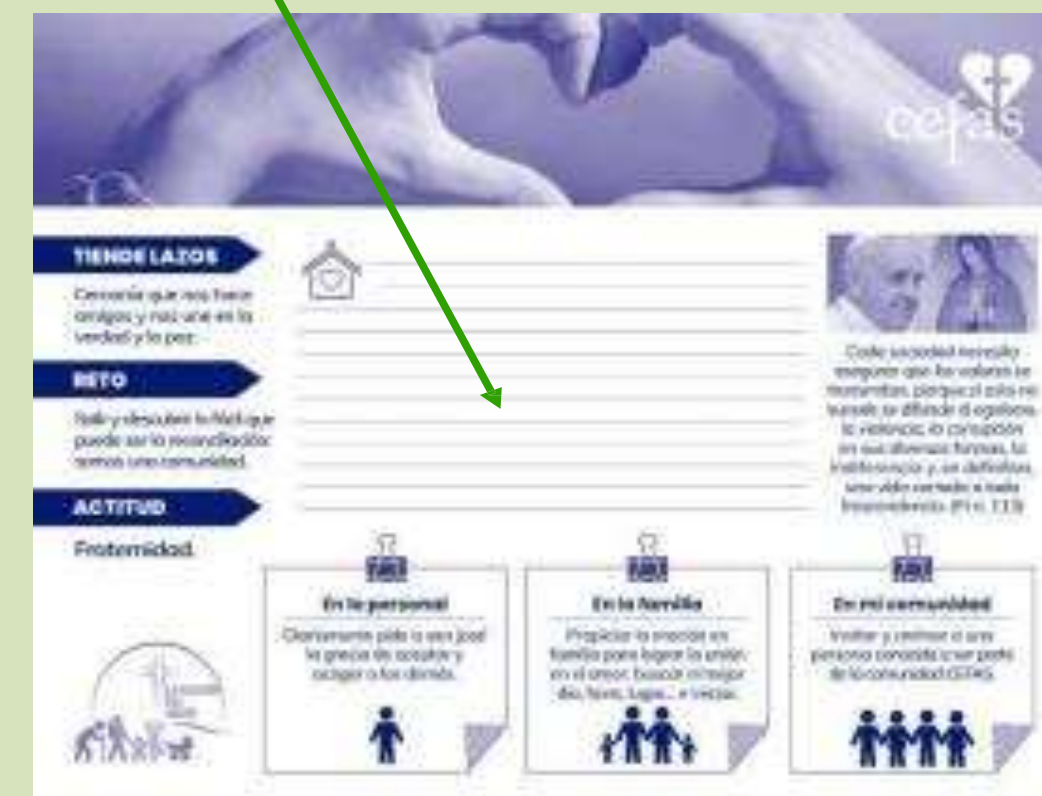 cefas
TIENDE LAZOS
Cercanía que nos hace
amigos y nos une en la
verdad y la paz.
RETO
Salir y descubrir lo fácil que
puede ser la reconciliación
somos una comunidad.
ACTITUD
Fraternidad.
Cada sociedad necesita
asegurar que los valores se
transmitan, porque si esto no
sucede se difunde el egoísmo,
la violencia, la corrupción
en sus diversas formas, la
indiferencia y, en definitiva,
una vida cerrada a toda
trascendencia
En lo personal
Diariamente pide a san José
la gracia de aceptar y
acoger a los demás.
En la familia
Propiciar la oración en
familia para lograr la unión
en el amor, buscar el mejor
día, hora, lugar... e iniciar.
En mi comunidad
Invitar y animar a una
persona conocida a ser parte
de la comunidad CEFAS.